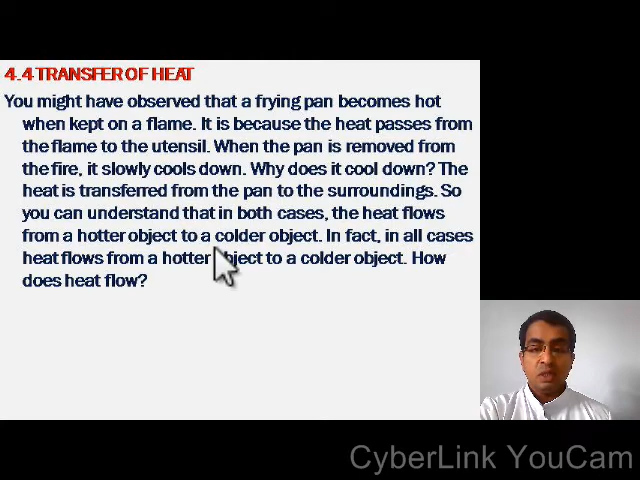 4.4 TRANSFER OF HEAT
You might have observed that a frying pan becomes hot
when kept on a flame. It is because the heat passes from
the flame to the utensil. When the pan is removed from
the fire, it slowly cools down. Why does it cool down? The
heat is transferred from the pan to the surroundings. So
you can understand that in both cases, the heat flows
from a hotter object to a colder object. In fact, in all cases
heat flows from a hotter object to a colder object. How
does heat flow?
CyberLink YouCam